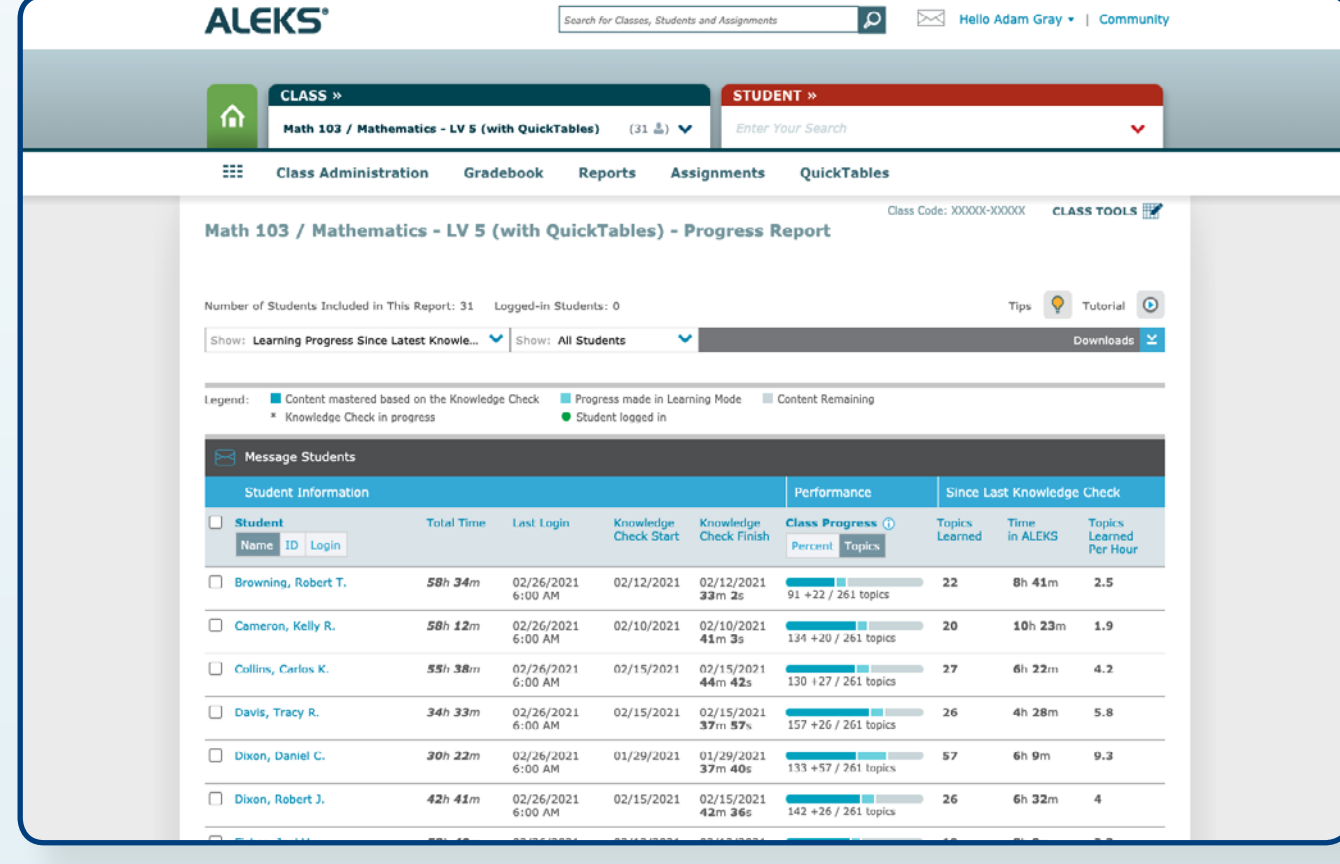 ALEKS®
Search for Classes, Students and Assignments
Hello Adam Gray | Community
CLASS »
STUDENT »
Math 103 / Mathematics - LV 5 (with QuickTables) (31)
Enter Your Search
Class Administration Gradebook Reports Assignments QuickTables
Class Code: XXXXX-XXXXX CLASS TOOLS
Math 103 / Mathematics - LV 5 (with QuickTables) - Progress Report
Number of Students Included in This Report: 31 Logged-in Students: 0 Tips Tutorial
Show: Learning Progress Since Latest Knowle... Show: All Students Downloads
Legend: Content mastered based on the Knowledge Check Progress made in Learning Mode Content Remaining
* Knowledge Check in progress Student logged in
Message Students
Student Information Performance Since Last Knowledge Check
Student Total Time Last Login Knowledge Check Start Knowledge Check Finish Class Progress Topics Learned Time in ALEKS Topics Learned Per Hour
Name ID Login Percent Topics
Browning, Robert T. 58h 34m 02/26/2021 02/12/2021 02/12/2021 22 8h 41m 2.5
6:00 AM 33m 2s 91 +22 / 261 topics
Cameron, Kelly R. 58h 12m 02/26/2021 02/10/2021 02/10/2021 20 10h 23m 1.9
6:00 AM 41m 3s 134 +20 / 261 topics
Collins, Carlos K. 55h 38m 02/26/2021 02/15/2021 02/15/2021 27 6h 22m 4.2
6:00 AM 44m 42s 130 +27 / 261 topics
Davis, Tracy R. 34h 33m 02/26/2021 02/15/2021 02/15/2021 26 4h 28m 5.8
6:00 AM 37m 57s 157 +26 / 261 topics
Dixon, Daniel C. 30h 22m 02/26/2021 01/29/2021 01/29/2021 57 6h 9m 9.3
6:00 AM 37m 40s 133 +57 / 261 topics
Dixon, Robert J. 42h 41m 02/26/2021 02/15/2021 02/15/2021 26 6h 32m 4
6:00 AM 42m 36s 142 +26 / 261 topics